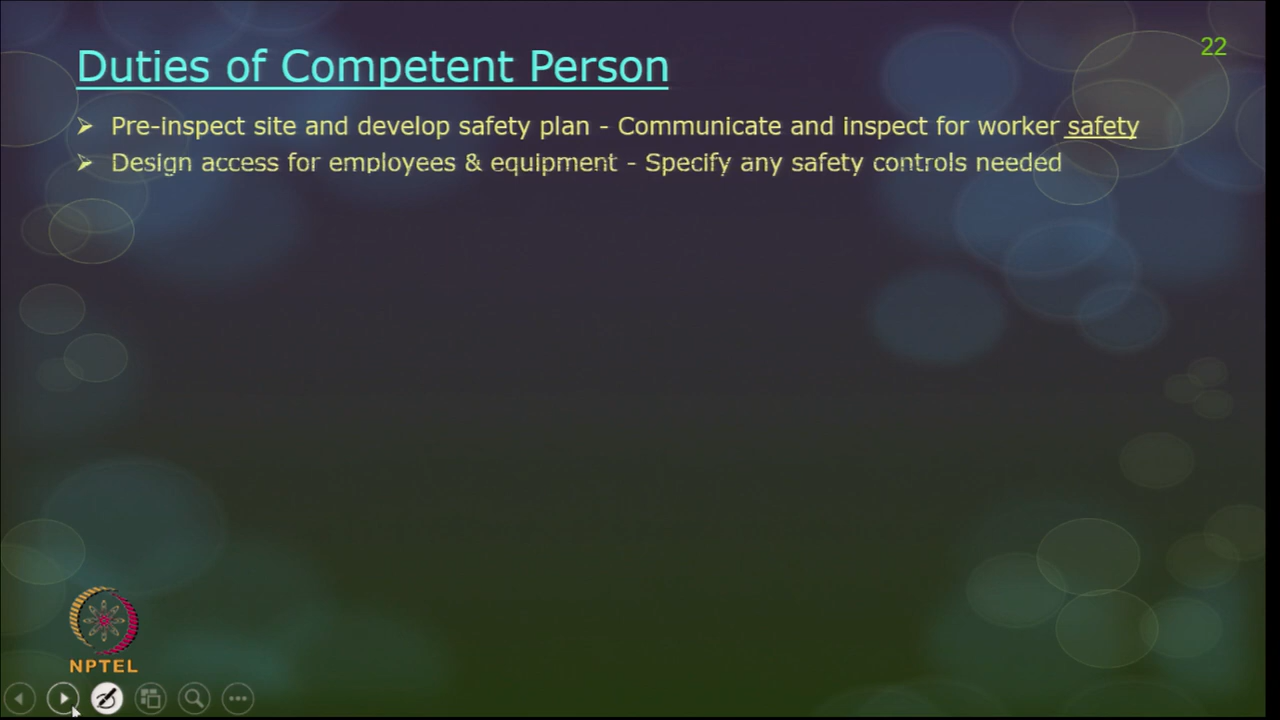 22
Duties of Competent Person
➢ Pre-inspect site and develop safety plan - Communicate and inspect for worker safety
➢ Design access for employees & equipment - Specify any safety controls needed
NPTEL